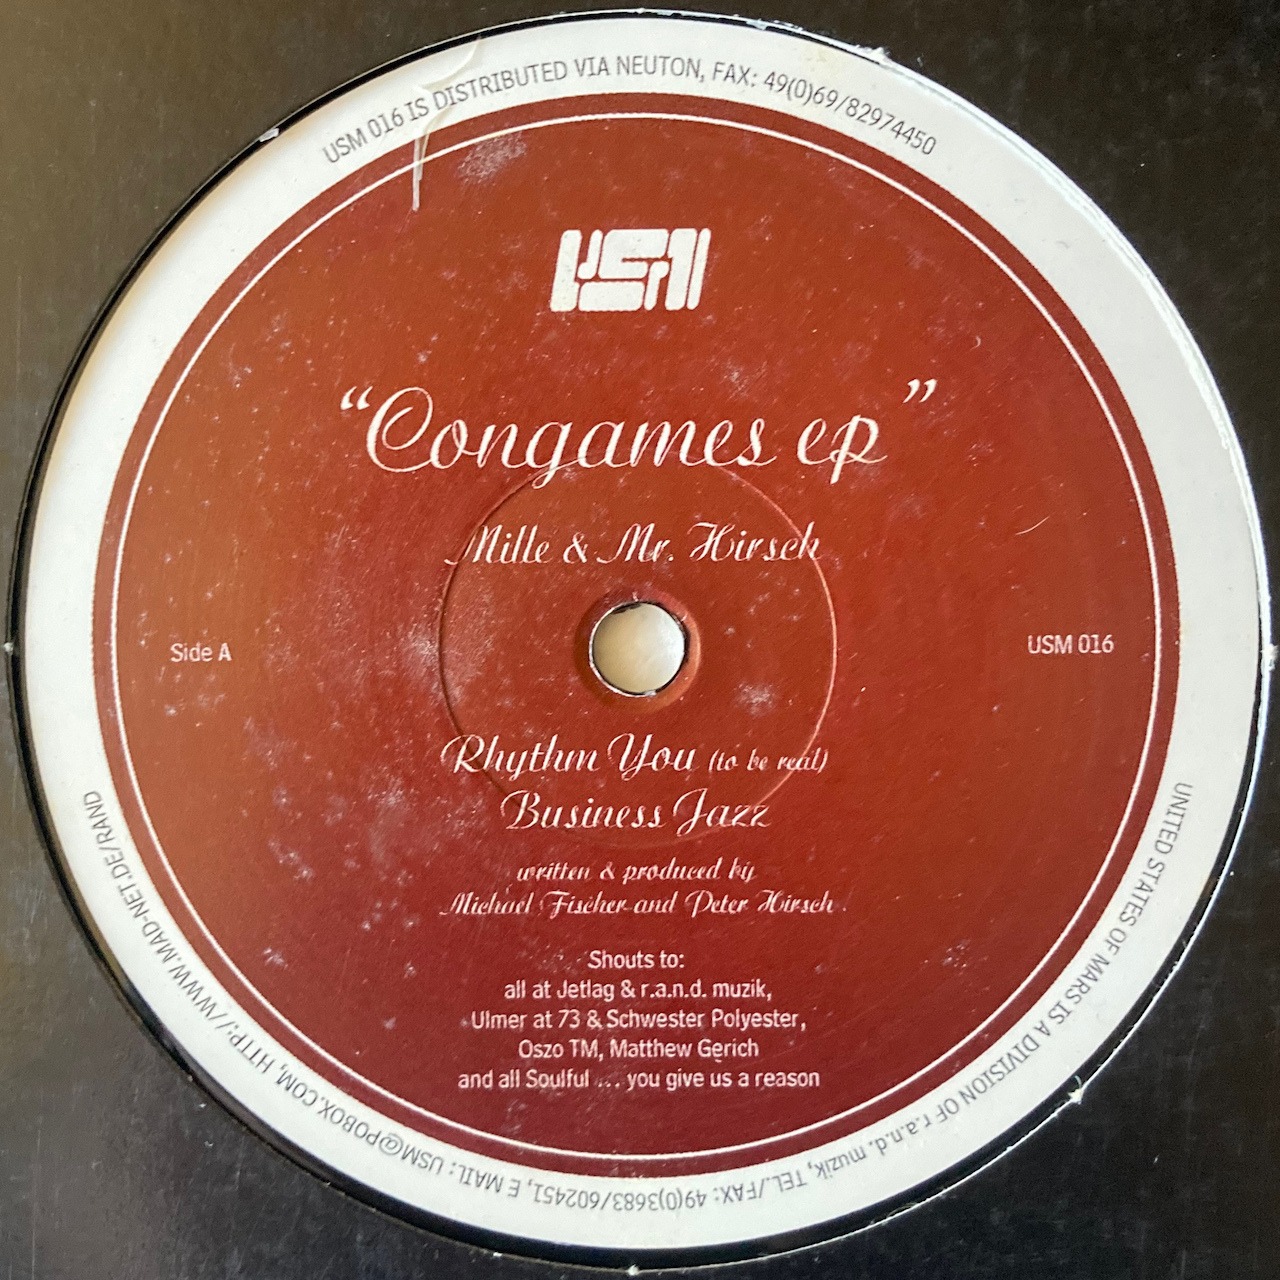 USM 016 IS DISTRIBUTED VIA NEUTON, FAX: 49(0)69/82974450
USM
“Congames ep”
Mille & Mr. Hirsch
Side A
USM 016
Rhythm You (to be real)
Business Jazz
written & produced by
Michael Fischer and Peter Hirsch
Shouts to:
all at Jetlag & r.a.n.d. muzik,
Ulmer at 73 & Schwester Polyester,
Oszo TM, Matthew Gerich
and all Soulful ... you give us a reason
UNITED STATES OF MARS IS A DIVISION OF r.a.n.d. muzik, TEL./FAX: 49(0)3683/602451, E MAIL: USM@POBOX.COM, HTTP://WWW.MAD-NET.DE/RAND